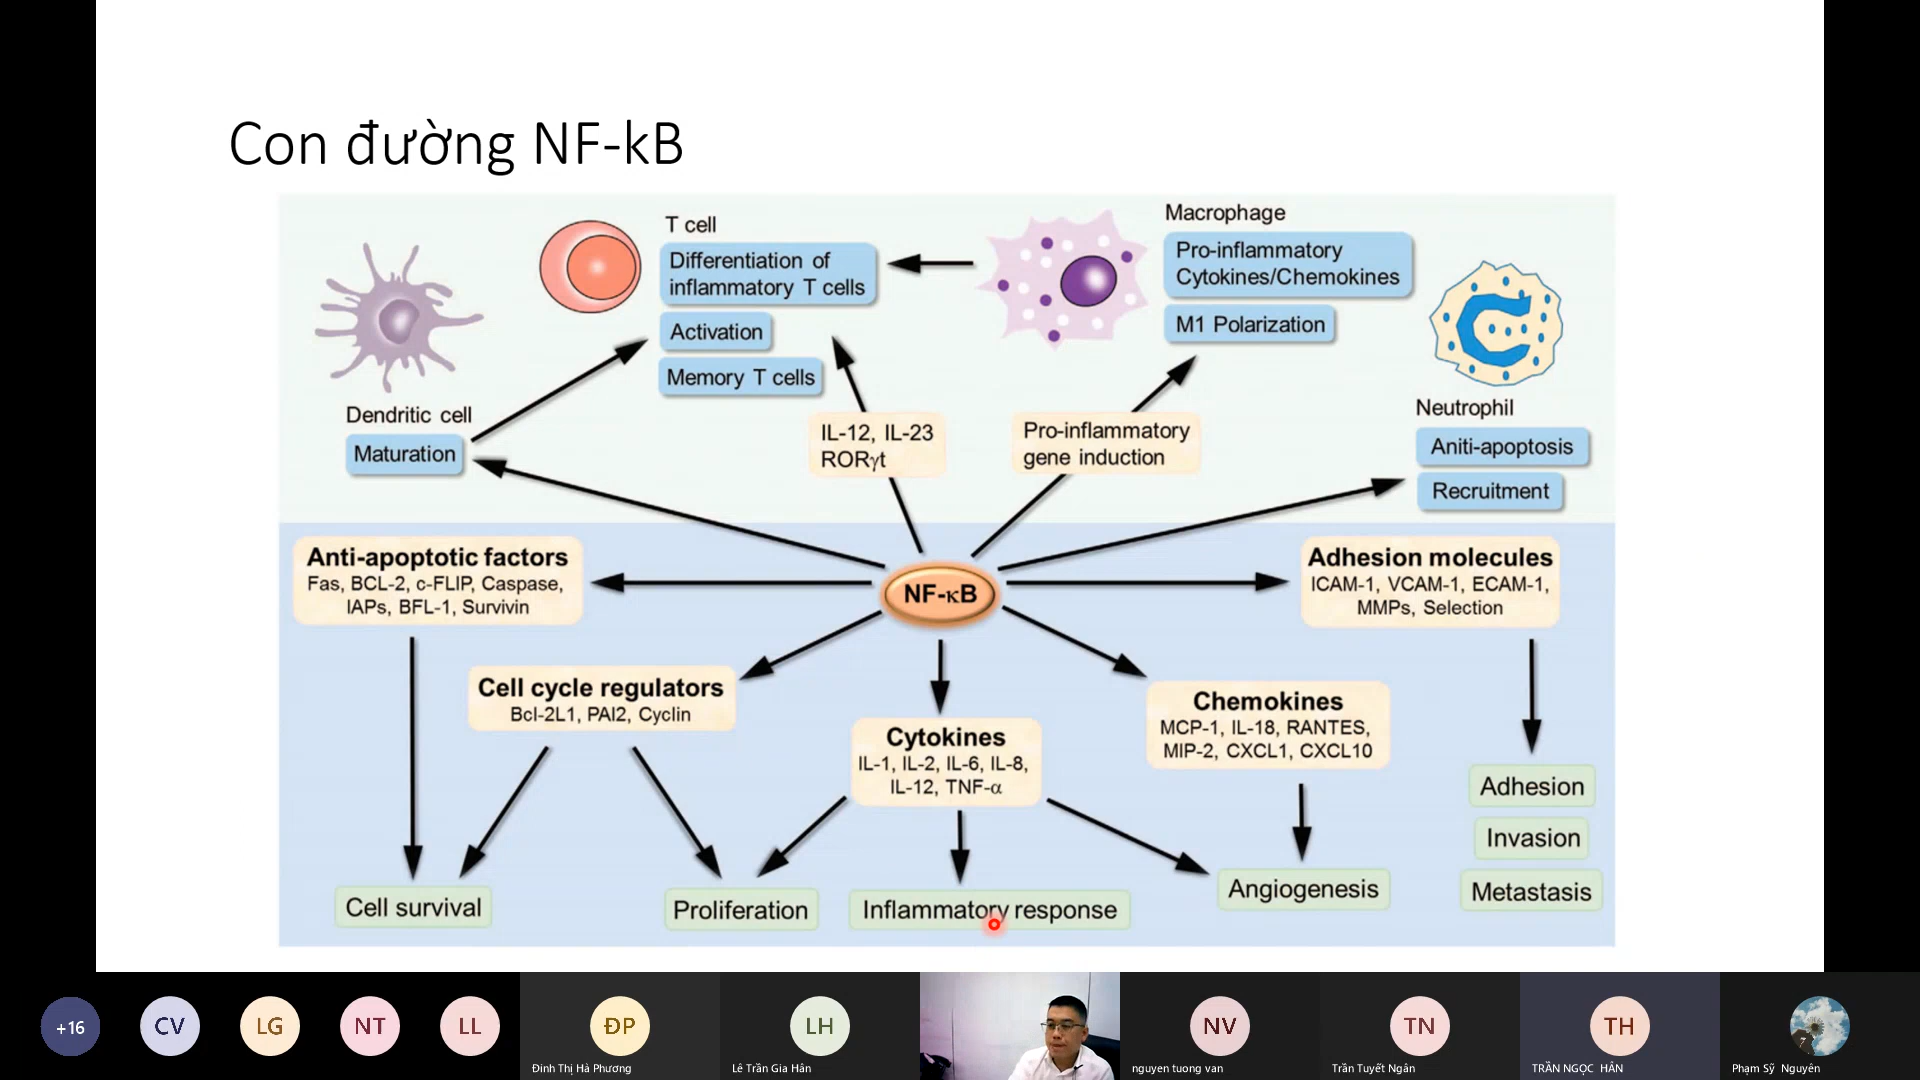 Con đường NF-kB
T cell
Differentiation of
inflammatory T cells
Activation
Memory T cells
Macrophage
Pro-inflammatory
Cytokines/Chemokines
M1 Polarization
Dendritic cell
Maturation
IL-12, IL-23
RORγt
Pro-inflammatory
gene induction
Neutrophil
Aniti-apoptosis
Recruitment
Anti-apoptotic factors
Fas, BCL-2, c-FLIP, Caspase,
IAPs, BFL-1, Survivin
NF-κB
Adhesion molecules
ICAM-1, VCAM-1, ECAM-1,
MMPs, Selection
Cell cycle regulators
Bcl-2L1, PAI2, Cyclin
Cytokines
IL-1, IL-2, IL-6, IL-8,
IL-12, TNF-α
Chemokines
MCP-1, IL-18, RANTES,
MIP-2, CXCL1, CXCL10
Cell survival
Proliferation
Inflammatory response
Angiogenesis
Adhesion
Invasion
Metastasis
+16
CV
LG
NT
LL
ĐP
Đinh Thị Hà Phương
LH
Lê Trần Gia Hân
NV
nguyen tuong van
TN
Trần Tuyết Ngân
TH
TRẦN NGỌC HÂN
Phạm Sỹ Nguyên